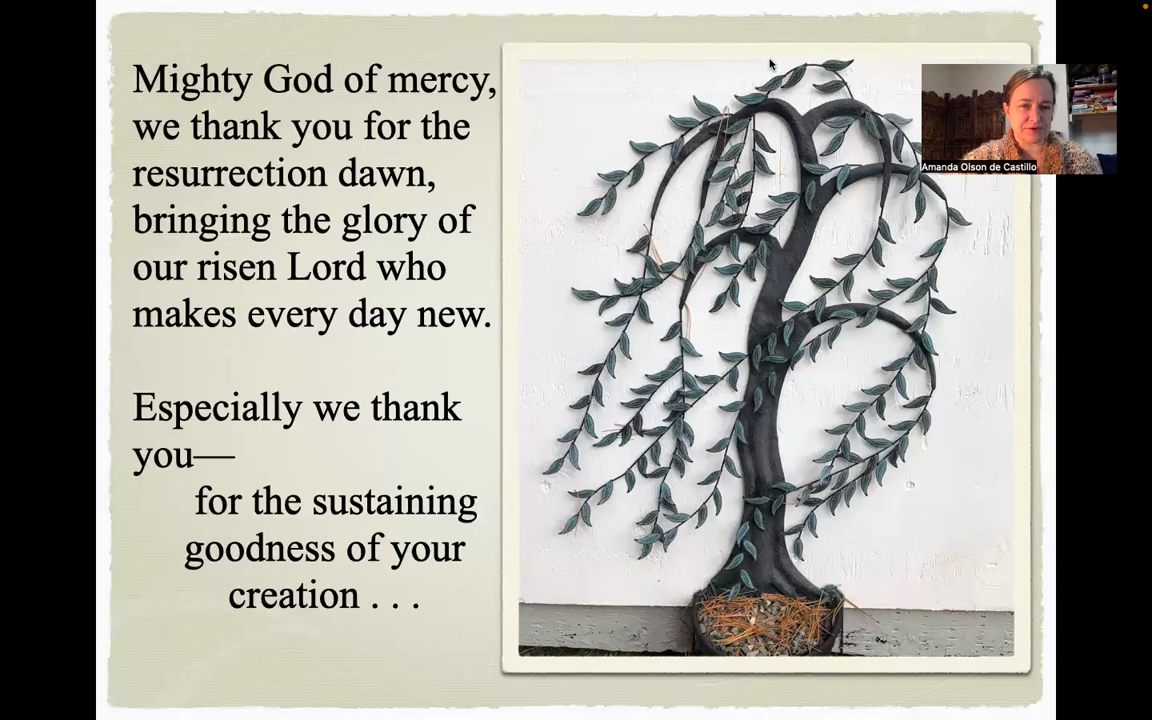 Mighty God of mercy,
we thank you for the
resurrection dawn,
bringing the glory of
our risen Lord who
makes every day new.
Especially we thank
you—
for the sustaining
goodness of your
creation . . .
Amanda Olson de Castillo